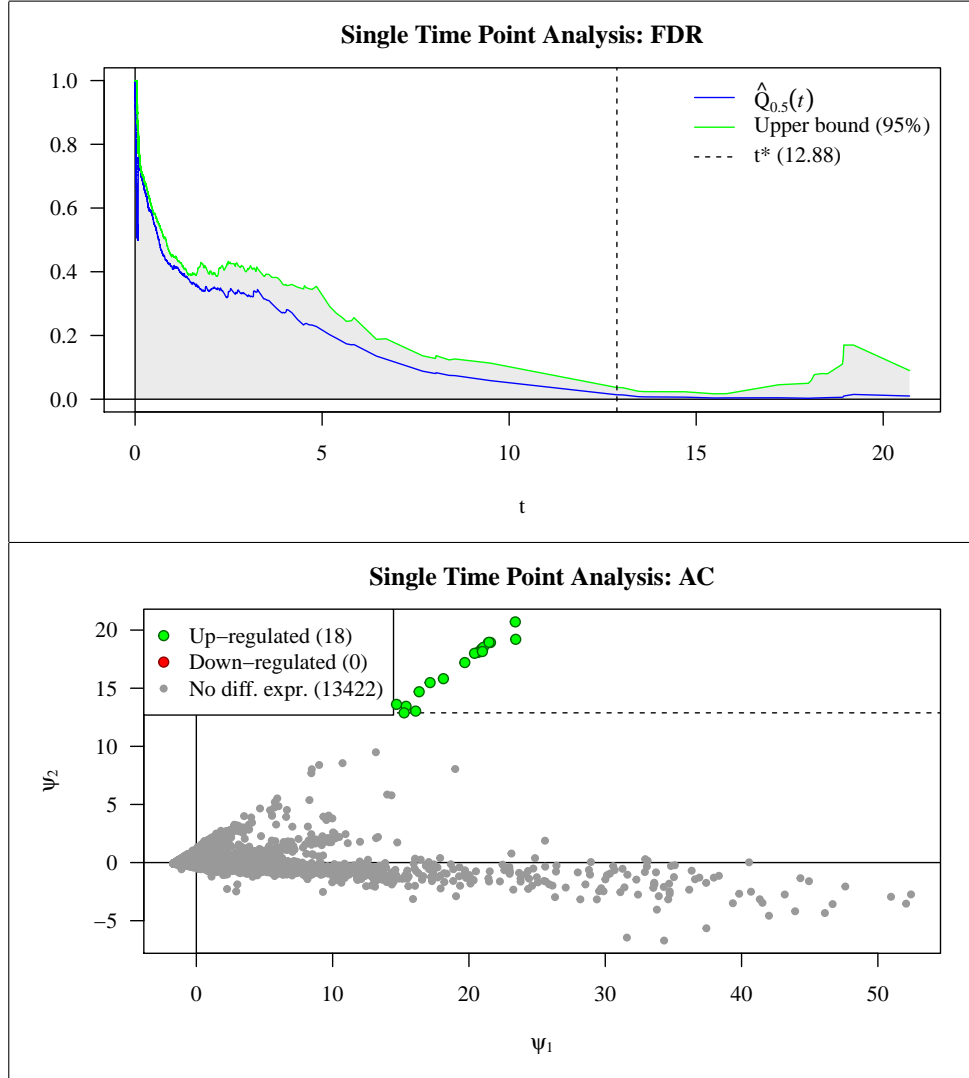 Single Time Point Analysis: FDR
1.0
0.8
0.6
0.4
0.2
0.0
Q̂0.5(t)
Upper bound (95%)
t* (12.88)
0 5 10 15 20
t
Single Time Point Analysis: AC
20
15
10
5
0
−5
ψ2
Up−regulated (18)
Down−regulated (0)
No diff. expr. (13422)
0 10 20 30 40 50
ψ1